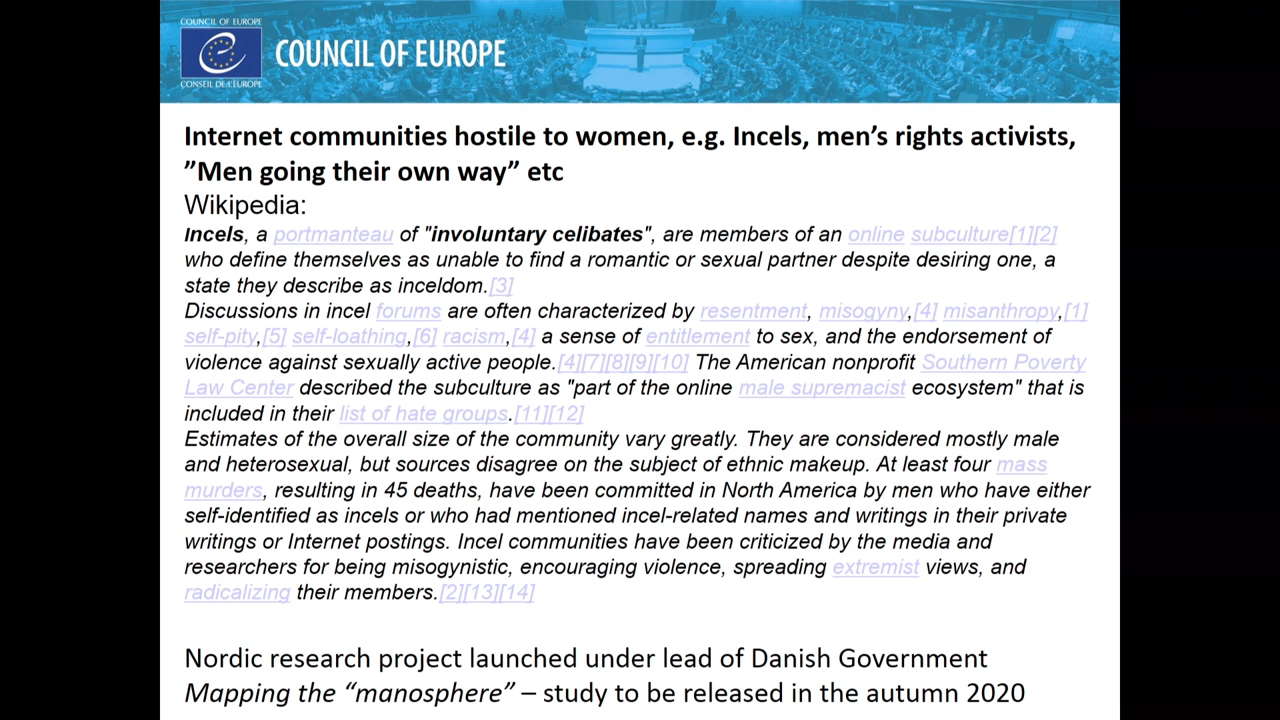 COUNCIL OF EUROPE
CONSEIL DE L'EUROPE
COUNCIL OF EUROPE
Internet communities hostile to women, e.g. Incels, men’s rights activists,
”Men going their own way” etc
Wikipedia:
Incels, a portmanteau of "involuntary celibates", are members of an online subculture[1][2]
who define themselves as unable to find a romantic or sexual partner despite desiring one, a
state they describe as inceldom.[3]
Discussions in incel forums are often characterized by resentment, misogyny,[4] misanthropy,[1]
self-pity,[5] self-loathing,[6] racism,[4] a sense of entitlement to sex, and the endorsement of
violence against sexually active people.[4][7][8][9][10] The American nonprofit Southern Poverty
Law Center described the subculture as "part of the online male supremacist ecosystem" that is
included in their list of hate groups.[11][12]
Estimates of the overall size of the community vary greatly. They are considered mostly male
and heterosexual, but sources disagree on the subject of ethnic makeup. At least four mass
murders, resulting in 45 deaths, have been committed in North America by men who have either
self-identified as incels or who had mentioned incel-related names and writings in their private
writings or Internet postings. Incel communities have been criticized by the media and
researchers for being misogynistic, encouraging violence, spreading extremist views, and
radicalizing their members.[2][13][14]
Nordic research project launched under lead of Danish Government
Mapping the “manosphere” – study to be released in the autumn 2020